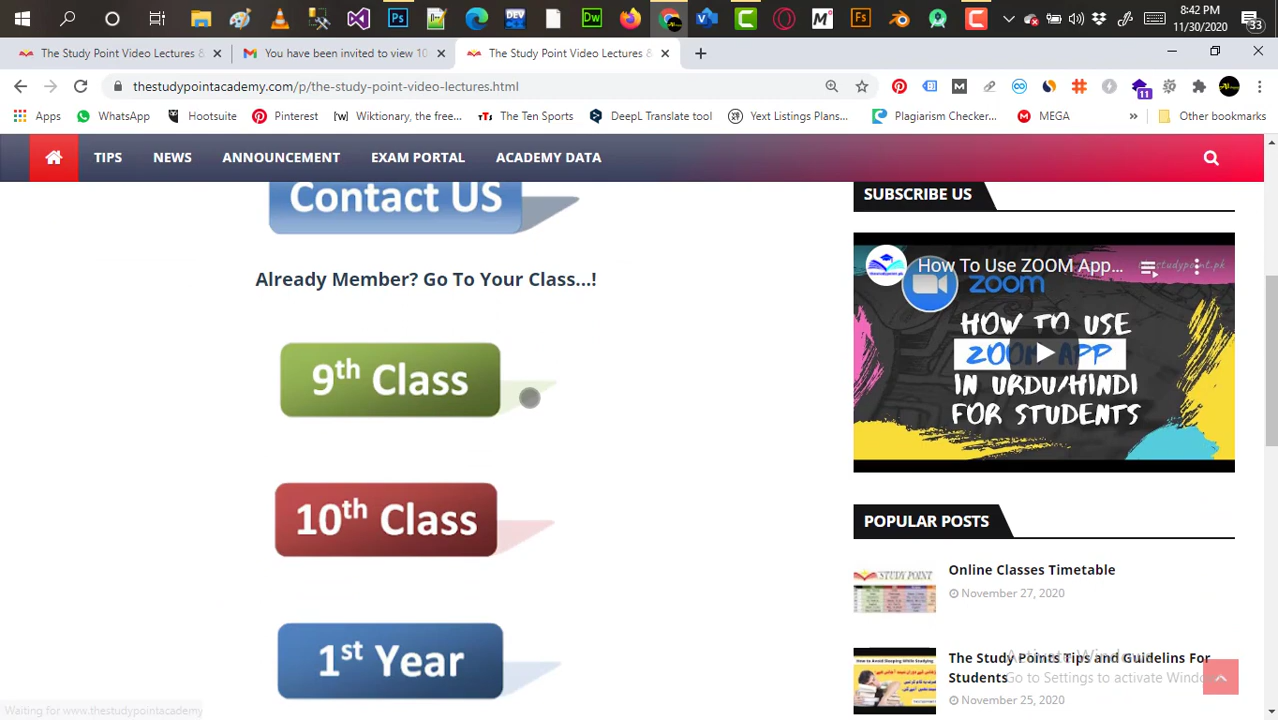 8:42 PM
11/30/2020
33
The Study Point Video Lectures &
You have been invited to view 10
The Study Point Video Lectures &
thestudypointacademy.com/p/the-study-point-video-lectures.html
11
Apps
WhatsApp
Hootsuite
Pinterest
Wiktionary, the free...
The Ten Sports
DeepL Translate tool
Yext Listings Plans...
Plagiarism Checker...
MEGA
Other bookmarks
TIPS
NEWS
ANNOUNCEMENT
EXAM PORTAL
ACADEMY DATA
Contact US
Already Member? Go To Your Class...!
9th Class
10th Class
1st Year
SUBSCRIBE US
How To Use ZOOM App...
thestudypoint.pk
zoom
HOW TO USE
ZOOM APP
IN URDU/HINDI
FOR STUDENTS
POPULAR POSTS
Online Classes Timetable
November 27, 2020
The Study Points Tips and Guidelins For
Students
November 25, 2020
Activate Windows
Go to Settings to activate Windows
Waiting for www.thestudypointacademy